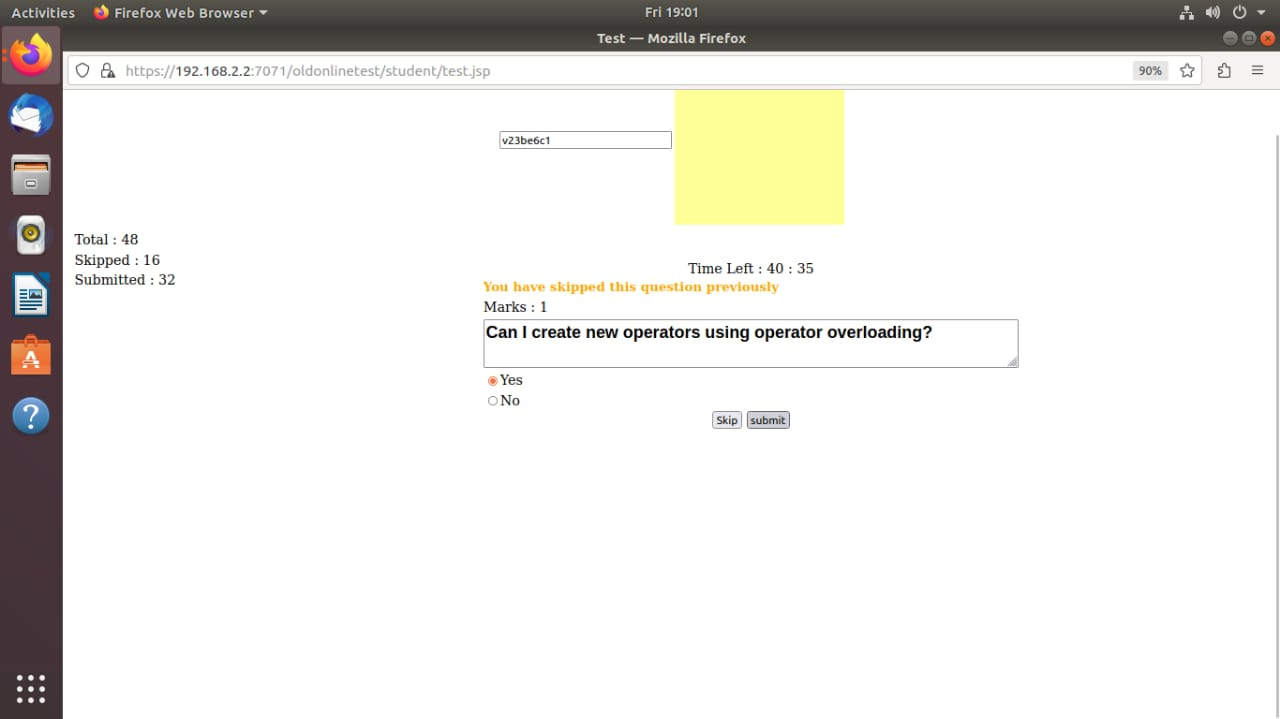 Activities
Firefox Web Browser
Fri 19:01
Test — Mozilla Firefox
https://192.168.2.2:7071/oldonlinetest/student/test.jsp
90%
v23be6c1
Total : 48
Skipped : 16
Submitted : 32
Time Left : 40 : 35
You have skipped this question previously
Marks : 1
Can I create new operators using operator overloading?
Yes
No
Skip submit